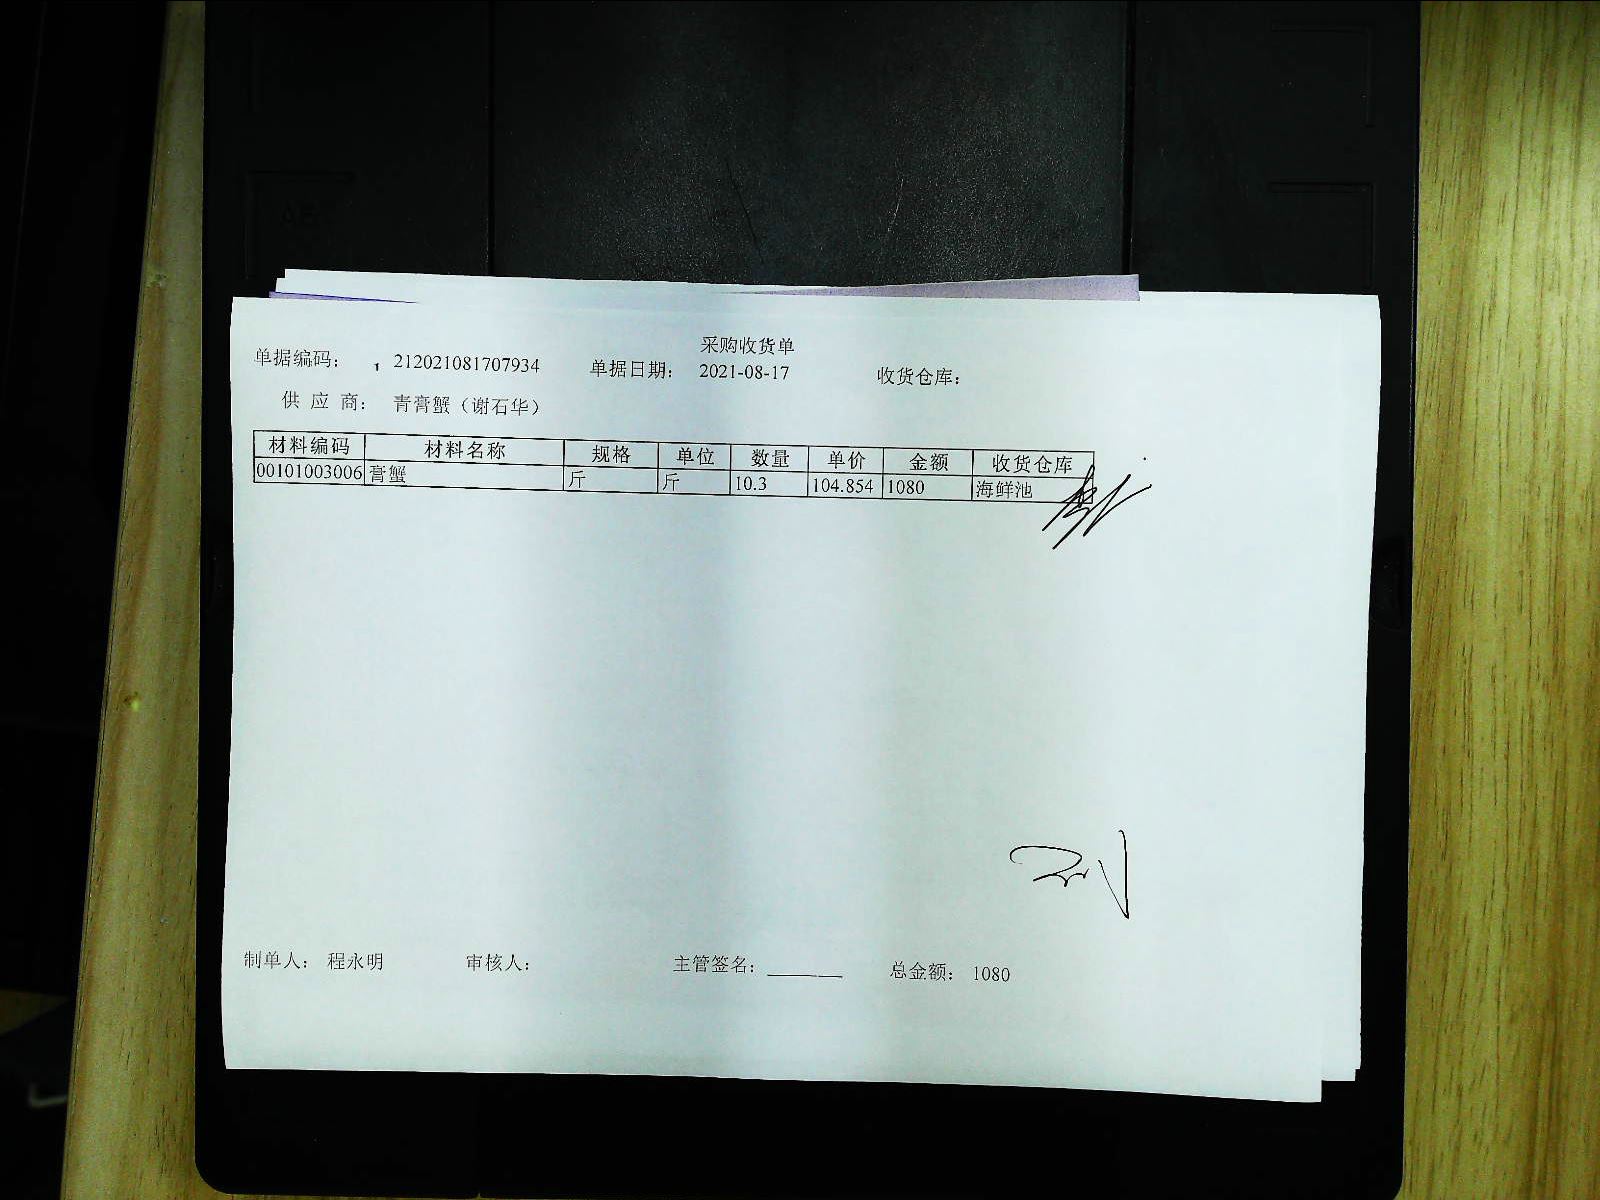 采购收货单
单据编码： 212021081707934 单据日期： 2021-08-17 收货仓库：
供 应 商： 青膏蟹（谢石华）
材料编码 材料名称 规格 单位 数量 单价 金额 收货仓库
00101003006 膏蟹 斤 斤 10.3 104.854 1080 海鲜池
制单人： 程永明 审核人： 主管签名： 总金额： 1080